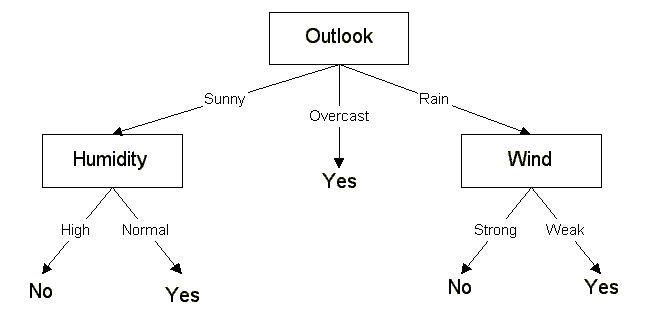 Outlook
Sunny
Overcast
Rain
Humidity
Yes
Wind
High
Normal
Strong
Weak
No
Yes
No
Yes